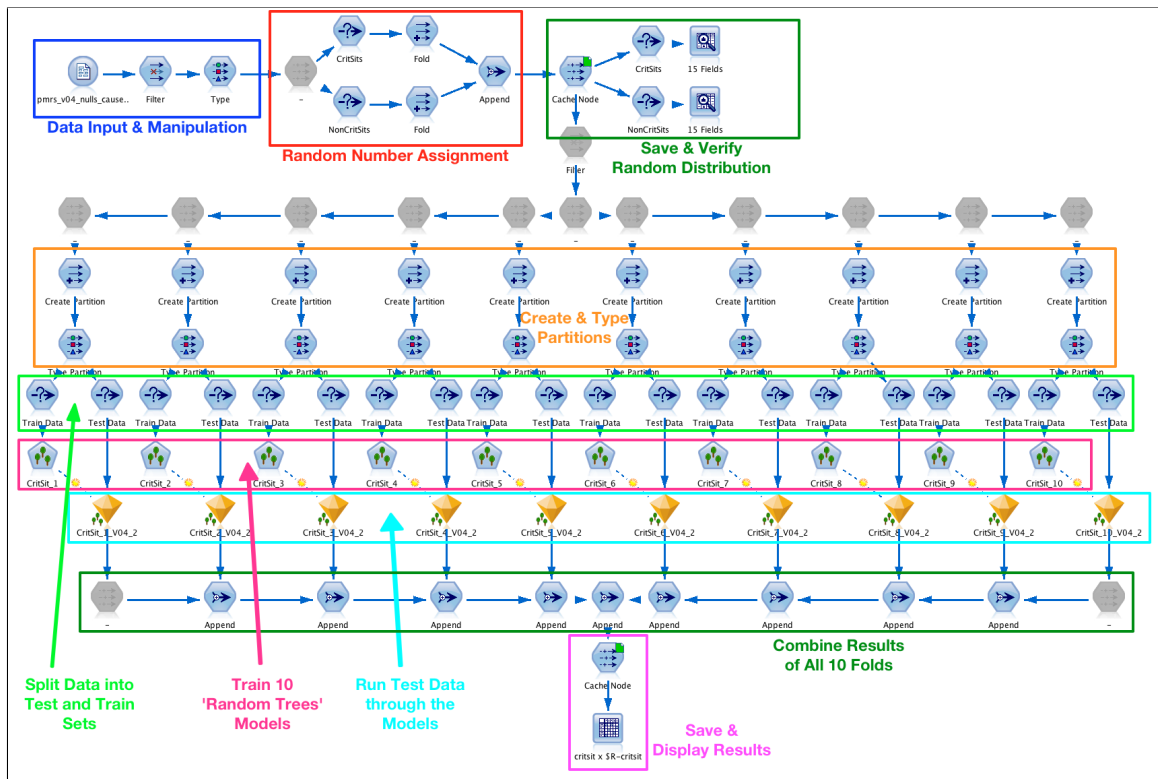 CritSits
Fold
CritSits
15 Fields
pmrs_v04_nulls_cause..
Filter
Type
–
Append
Cache Node
NonCritSits
Fold
NonCritSits
15 Fields
Data Input & Manipulation
Random Number Assignment
Save & Verify
Random Distribution
Filter
– – – – – – – – – – –
Create Partition Create Partition Create Partition Create Partition Create Partition Create Partition Create Partition Create Partition Create Partition Create Partition
Create & Type
Partitions
Type Partition Type Partition Type Partition Type Partition Type Partition Type Partition Type Partition Type Partition Type Partition Type Partition
Train Data Test Data Train Data Test Data Train Data Test Data Train Data Test Data Train Data Test Data Train Data Test Data Train Data Test Data Train Data Test Data Train Data Test Data Train Data Test Data
CritSit_1 CritSit_2 CritSit_3 CritSit_4 CritSit_5 CritSit_6 CritSit_7 CritSit_8 CritSit_9 CritSit_10
CritSit_1_V04_2 CritSit_2_V04_2 CritSit_3_V04_2 CritSit_4_V04_2 CritSit_5_V04_2 CritSit_6_V04_2 CritSit_7_V04_2 CritSit_8_V04_2 CritSit_9_V04_2 CritSit_10_V04_2
– Append Append Append Append Append Append Append Append Append –
Combine Results
of All 10 Folds
Split Data into
Test and Train
Sets
Train 10
'Random Trees'
Models
Run Test Data
through the
Models
Cache Node
Save &
Display Results
critsit x $R-critsit